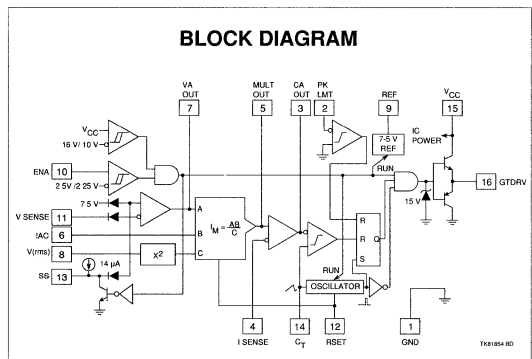 BLOCK DIAGRAM
VA OUT
7
MULT OUT
5
CA OUT
3
PK LMT
2
REF
9
VCC
15
VCC
16 V/ 10 V
ENA 10
2 5V /2 25 V
7-5 V REF
IC POWER
RUN
16 GTDRV
15 V
7 5 V
V SENSE 11
IAC 6
V(rms) 8
SS 13
14 µA
X²
A
B
C
IM = AB/C
R
R
S
Q
RUN
OSCILLATOR
4
I SENSE
14
CT
12
RSET
1
GND
TK81854 BD